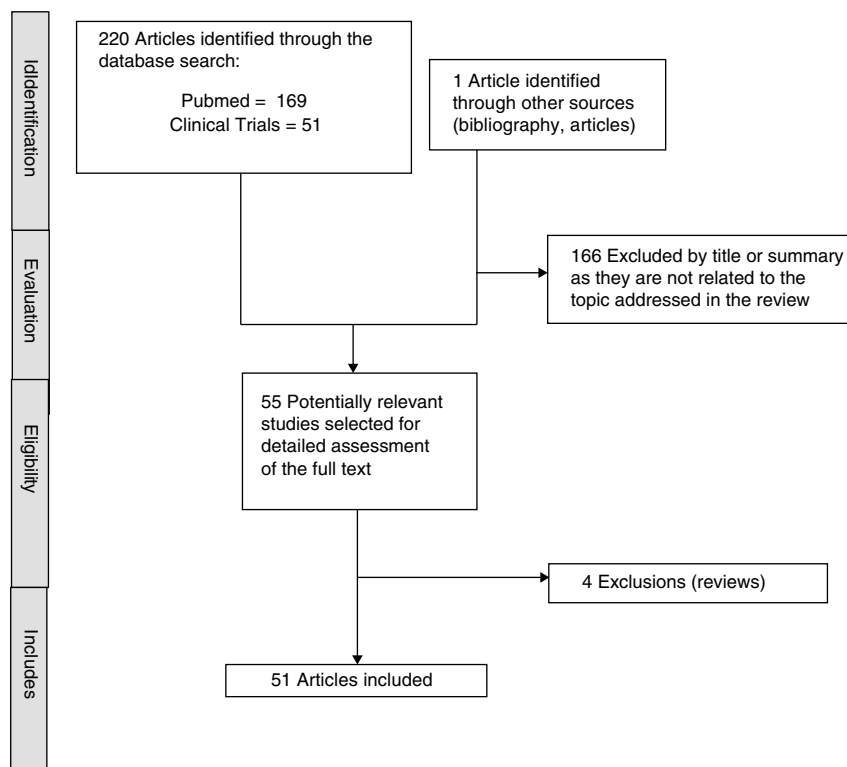 IdIdentification
220 Articles identified through the
database search:
Pubmed = 169
Clinical Trials = 51
1 Article identified
through other sources
(bibliography, articles)
Evaluation
166 Excluded by title or summary
as they are not related to the
topic addressed in the review
Eligibility
55 Potentially relevant
studies selected for
detailed assessment
of the full text
4 Exclusions (reviews)
Includes
51 Articles included